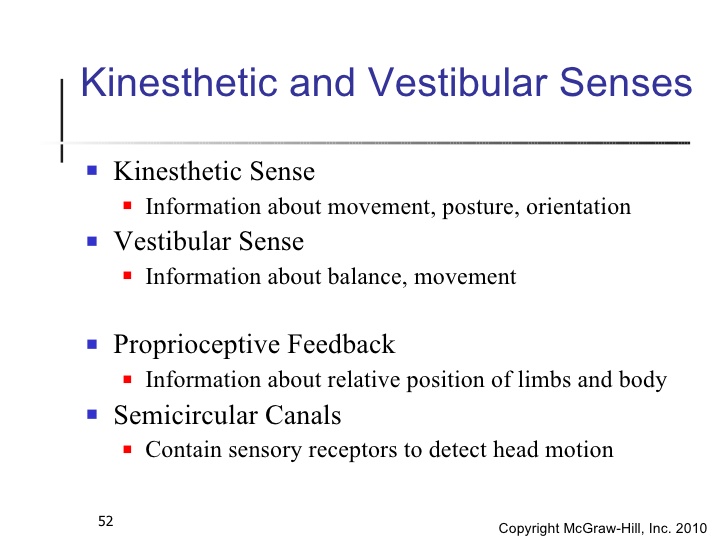 Kinesthetic and Vestibular Senses
Kinesthetic Sense
Information about movement, posture, orientation
Vestibular Sense
Information about balance, movement
Proprioceptive Feedback
Information about relative position of limbs and body
Semicircular Canals
Contain sensory receptors to detect head motion
52
Copyright McGraw-Hill, Inc. 2010